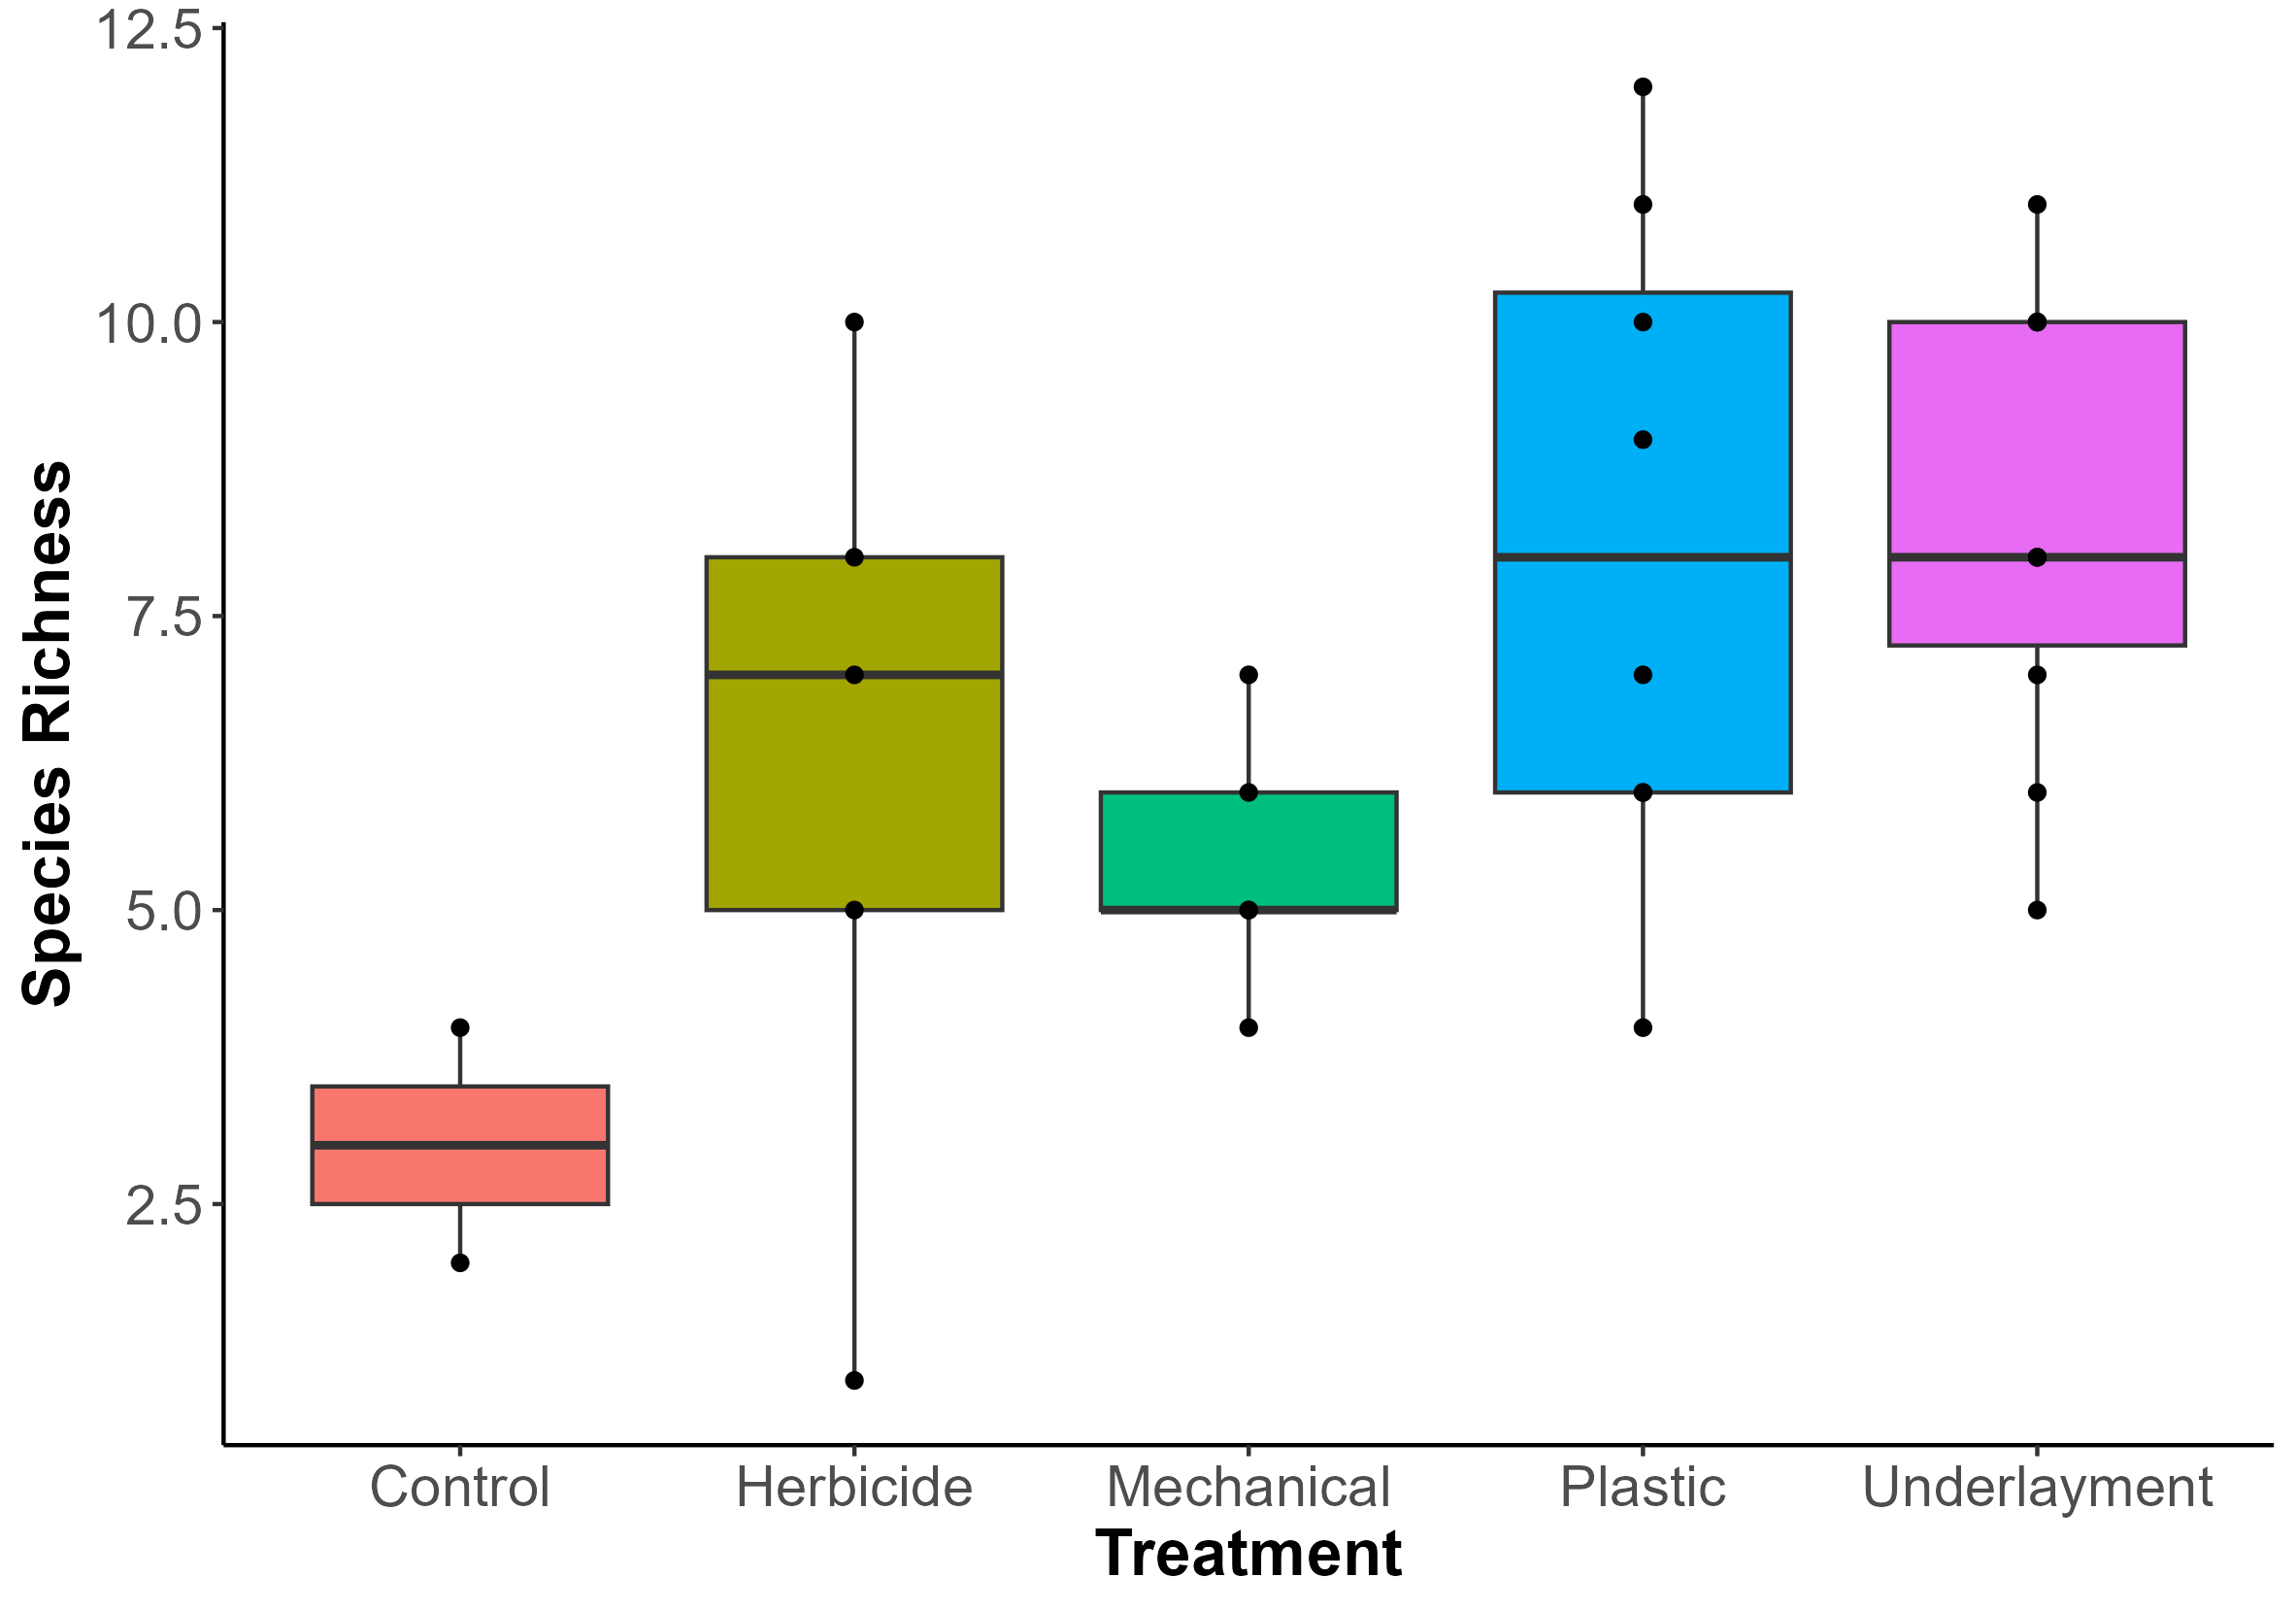 12.5
10.0
7.5
5.0
2.5
Species Richness
Control Herbicide Mechanical Plastic Underlayment
Treatment